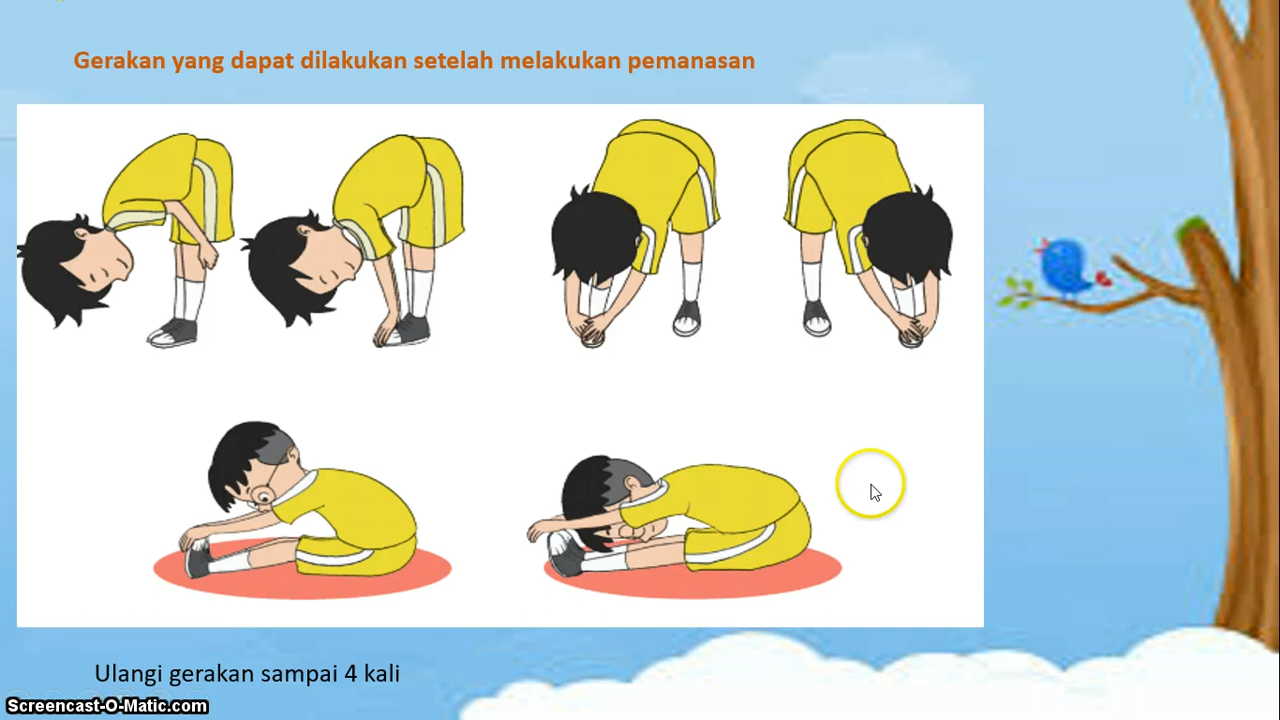 Gerakan yang dapat dilakukan setelah melakukan pemanasan
Ulangi gerakan sampai 4 kali
Screencast-O-Matic.com